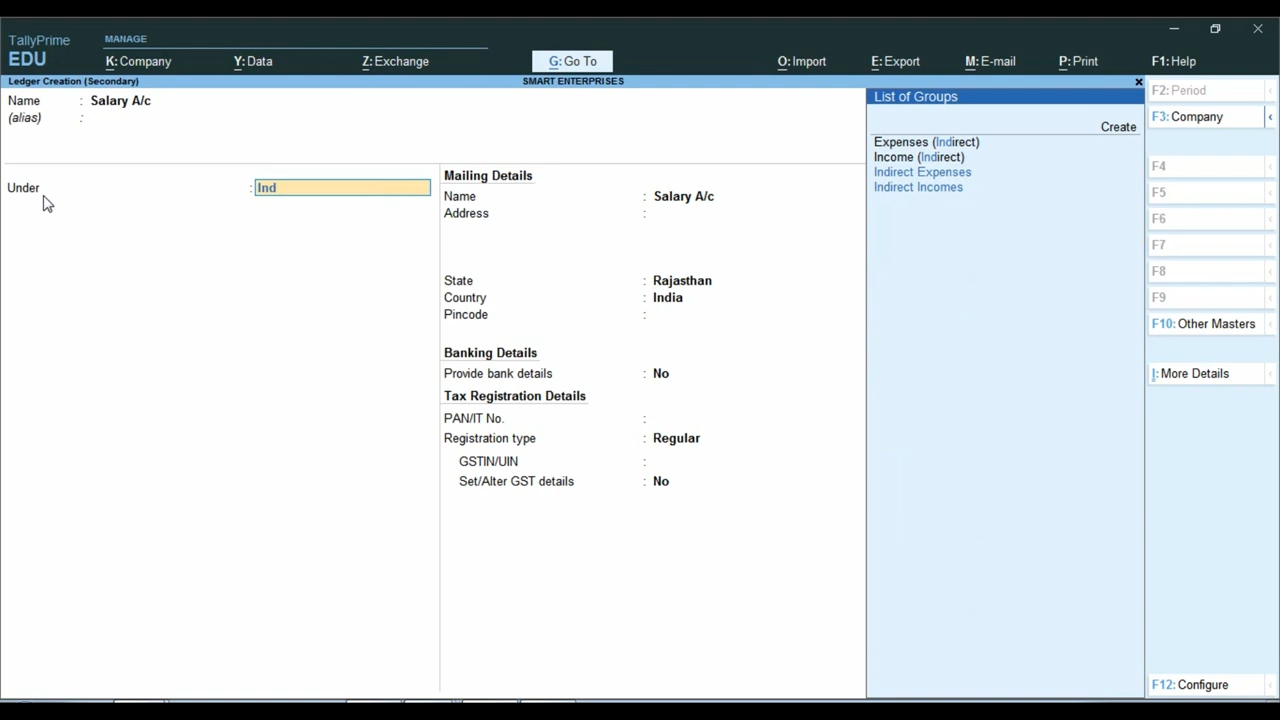 TallyPrime
EDU
MANAGE
K: Company
Y: Data
Z: Exchange
G: Go To
O: Import
E: Export
M: E-mail
P: Print
F1: Help
Ledger Creation (Secondary)
SMART ENTERPRISES
Name : Salary A/c
(alias) :
Under : Ind
Mailing Details
Name : Salary A/c
Address :
State : Rajasthan
Country : India
Pincode :
Banking Details
Provide bank details : No
Tax Registration Details
PAN/IT No. :
Registration type : Regular
GSTIN/UIN :
Set/Alter GST details : No
List of Groups
Create
Expenses (Indirect)
Income (Indirect)
Indirect Expenses
Indirect Incomes
F2: Period
F3: Company
F4
F5
F6
F7
F8
F9
F10: Other Masters
I: More Details
F12: Configure